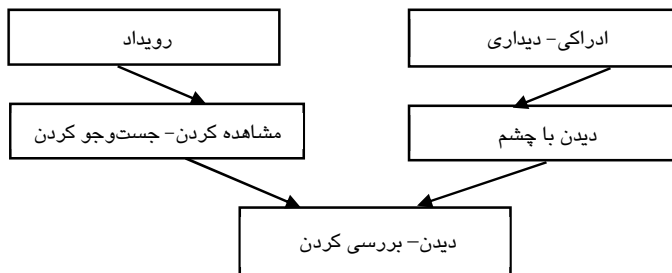 ادراکی– دیداری
رویداد
دیدن با چشم
مشاهده کردن– جست‌وجو کردن
دیدن– بررسی کردن